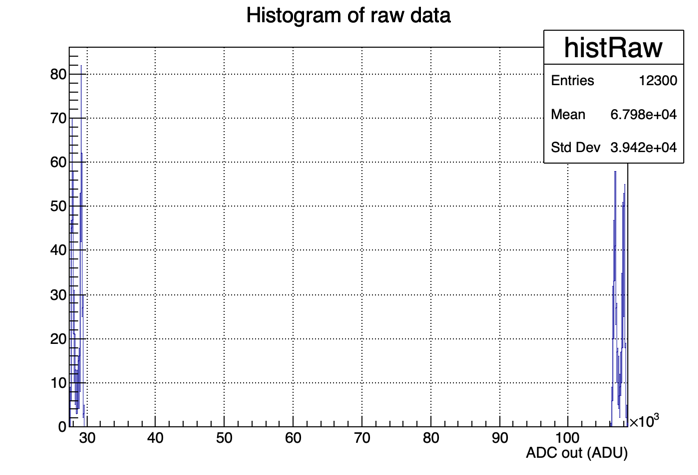 Histogram of raw data
histRaw
Entries 12300
Mean 6.798e+04
Std Dev 3.942e+04
80
70
60
50
40
30
20
10
0
30 40 50 60 70 80 90 100
×10³
ADC out (ADU)